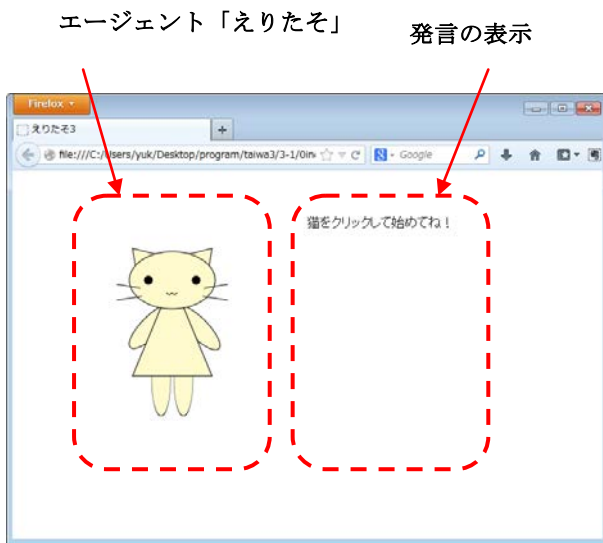 エージェント「えりたそ」
発言の表示
Firefox
えりたそ3
file:///C:/Users/yuk/Desktop/program/taiwa3/3-1/0in
Google
猫をクリックして始めてね！